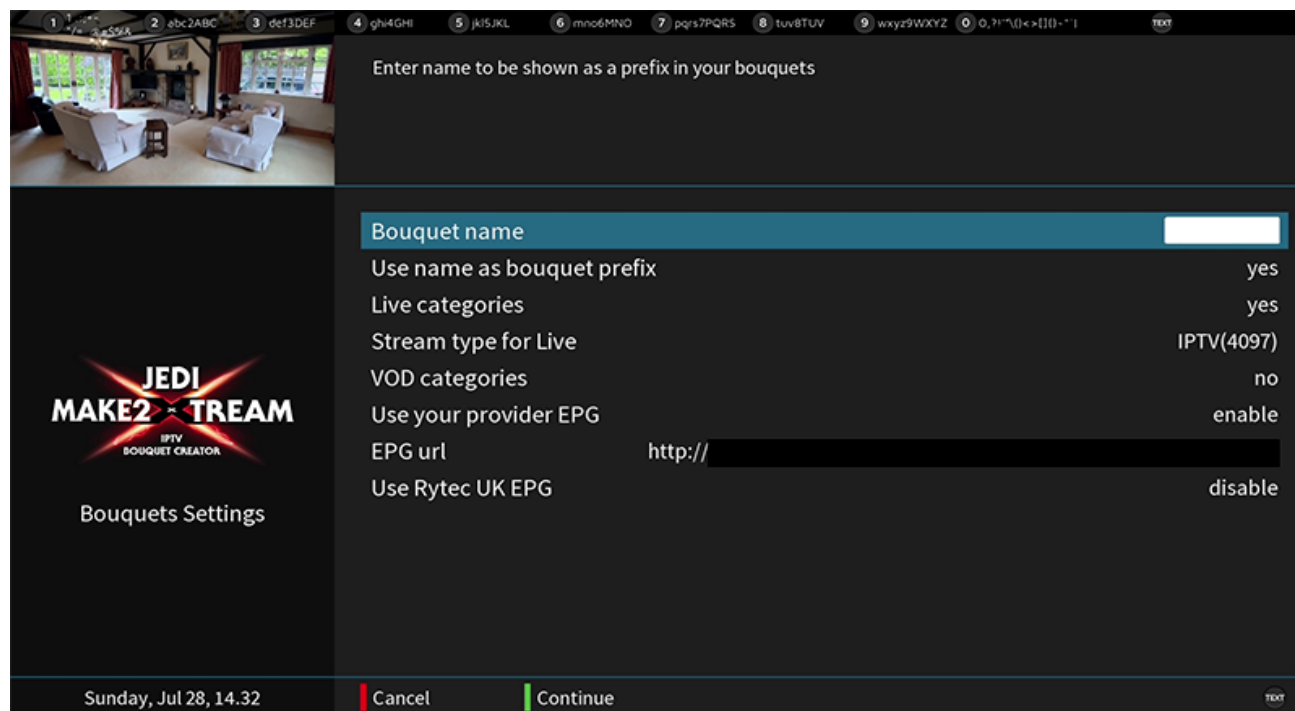 2 abc2ABC 3 def3DEF 4 ghi4GHI 5 jkl5JKL 6 mno6MNO 7 pqrs7PQRS 8 tuv8TUV 9 wxyz9WXYZ 0 TEXT
Enter name to be shown as a prefix in your bouquets
Bouquet name
Use name as bouquet prefix yes
Live categories yes
Stream type for Live IPTV(4097)
VOD categories no
Use your provider EPG enable
EPG url http://
Use Rytec UK EPG disable
JEDI
MAKE2XTREAM
IPTV
BOUQUET CREATOR
Bouquets Settings
Sunday, Jul 28, 14.32 Cancel Continue TEXT